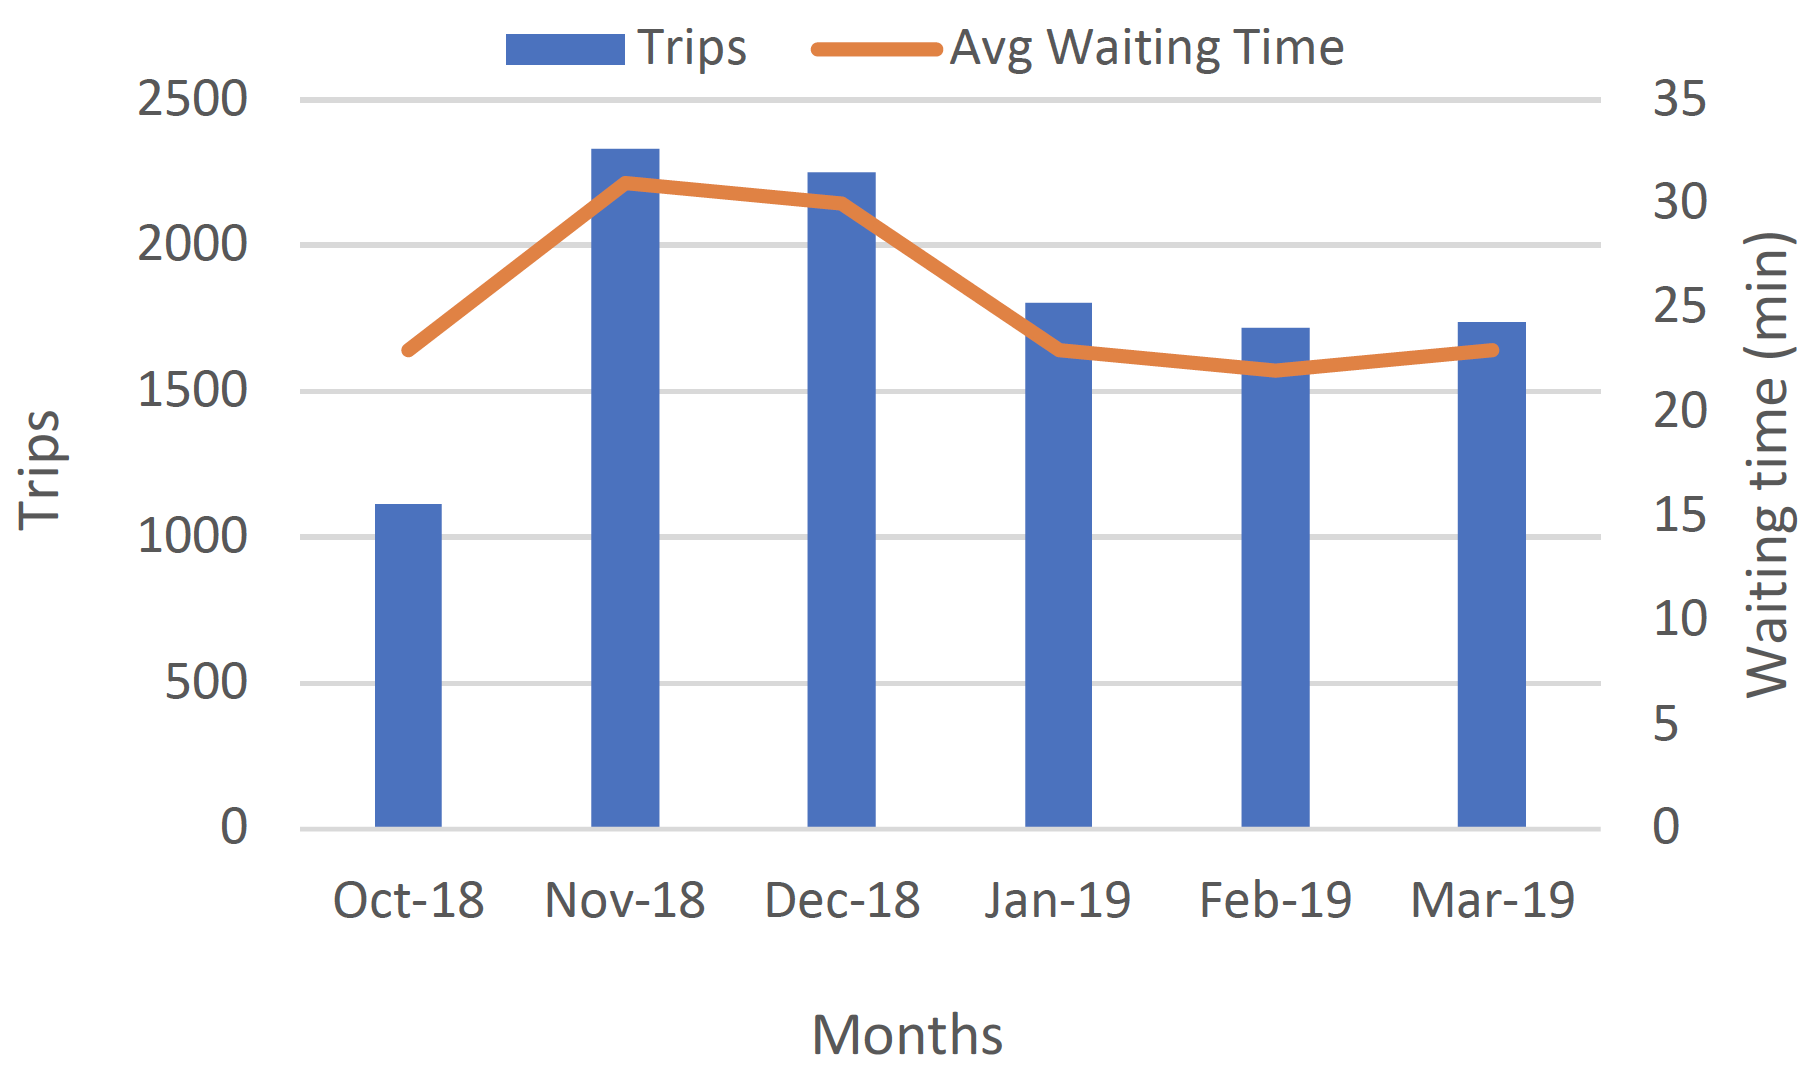 Trips Avg Waiting Time
2500
2000
1500
1000
500
0
35
30
25
20
15
10
5
0
Trips
Waiting time (min)
Oct-18 Nov-18 Dec-18 Jan-19 Feb-19 Mar-19
Months